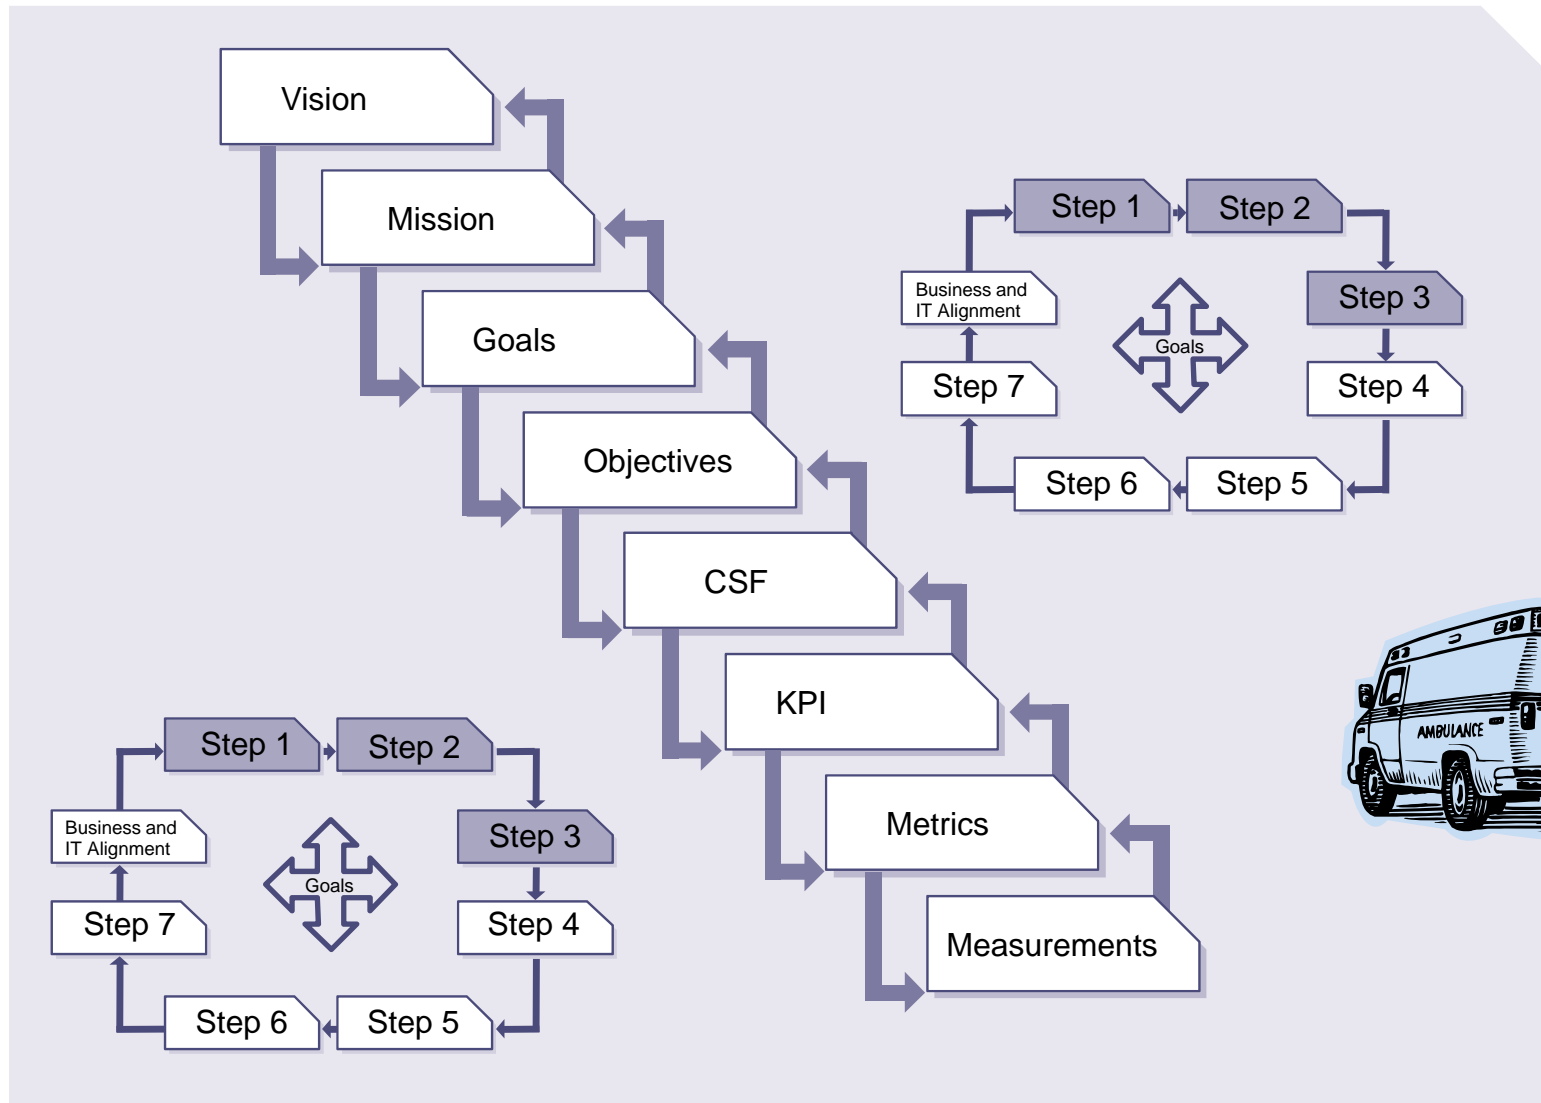 Vision
Mission
Goals
Objectives
CSF
KPI
Metrics
Measurements
Step 1
Step 2
Step 3
Step 4
Step 5
Step 6
Step 7
Business and
IT Alignment
Goals
AMBULANCE
Step 1
Step 2
Step 3
Step 4
Step 5
Step 6
Step 7
Business and
IT Alignment
Goals